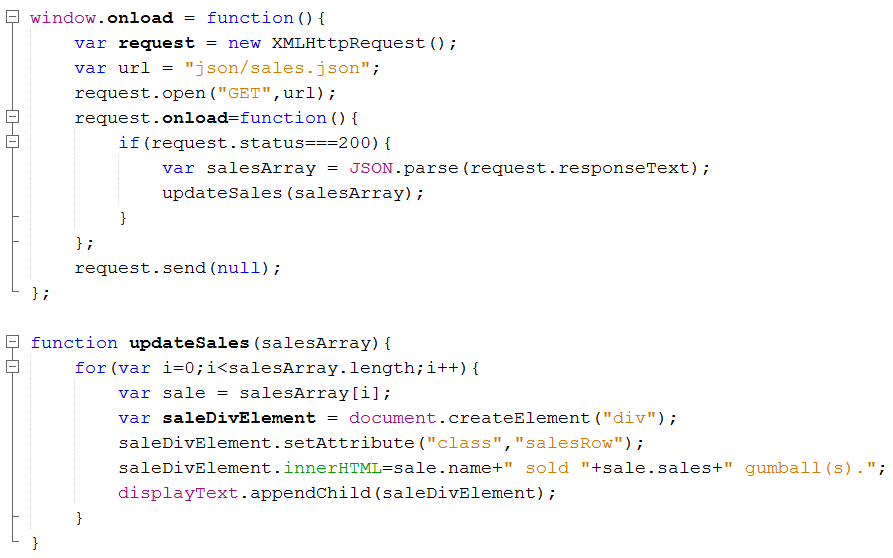 window.onload = function(){
    var request = new XMLHttpRequest();
    var url = "json/sales.json";
    request.open("GET",url);
    request.onload=function(){
        if(request.status===200){
            var salesArray = JSON.parse(request.responseText);
            updateSales(salesArray);
        }
    };
    request.send(null);
};

function updateSales(salesArray){
    for(var i=0;i<salesArray.length;i++){
        var sale = salesArray[i];
        var saleDivElement = document.createElement("div");
        saleDivElement.setAttribute("class","salesRow");
        saleDivElement.innerHTML=sale.name+" sold "+sale.sales+" gumball(s).";
        displayText.appendChild(saleDivElement);
    }
}